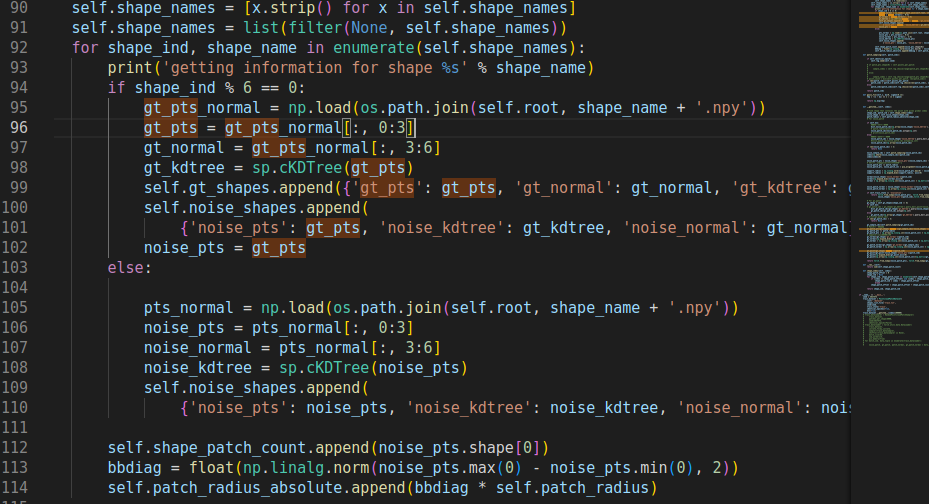 90 self.shape_names = [x.strip() for x in self.shape_names]
91 self.shape_names = list(filter(None, self.shape_names))
92 for shape_ind, shape_name in enumerate(self.shape_names):
93 print('getting information for shape %s' % shape_name)
94 if shape_ind % 6 == 0:
95 gt_pts_normal = np.load(os.path.join(self.root, shape_name + '.npy'))
96 gt_pts = gt_pts_normal[:, 0:3]
97 gt_normal = gt_pts_normal[:, 3:6]
98 gt_kdtree = sp.cKDTree(gt_pts)
99 self.gt_shapes.append({'gt_pts': gt_pts, 'gt_normal': gt_normal, 'gt_kdtree':
100 self.noise_shapes.append(
101 {'noise_pts': gt_pts, 'noise_kdtree': gt_kdtree, 'noise_normal': gt_normal
102 noise_pts = gt_pts
103 else:
104
105 pts_normal = np.load(os.path.join(self.root, shape_name + '.npy'))
106 noise_pts = pts_normal[:, 0:3]
107 noise_normal = pts_normal[:, 3:6]
108 noise_kdtree = sp.cKDTree(noise_pts)
109 self.noise_shapes.append(
110 {'noise_pts': noise_pts, 'noise_kdtree': noise_kdtree, 'noise_normal': noi
111
112 self.shape_patch_count.append(noise_pts.shape[0])
113 bbdiag = float(np.linalg.norm(noise_pts.max(0) - noise_pts.min(0), 2))
114 self.patch_radius_absolute.append(bbdiag * self.patch_radius)